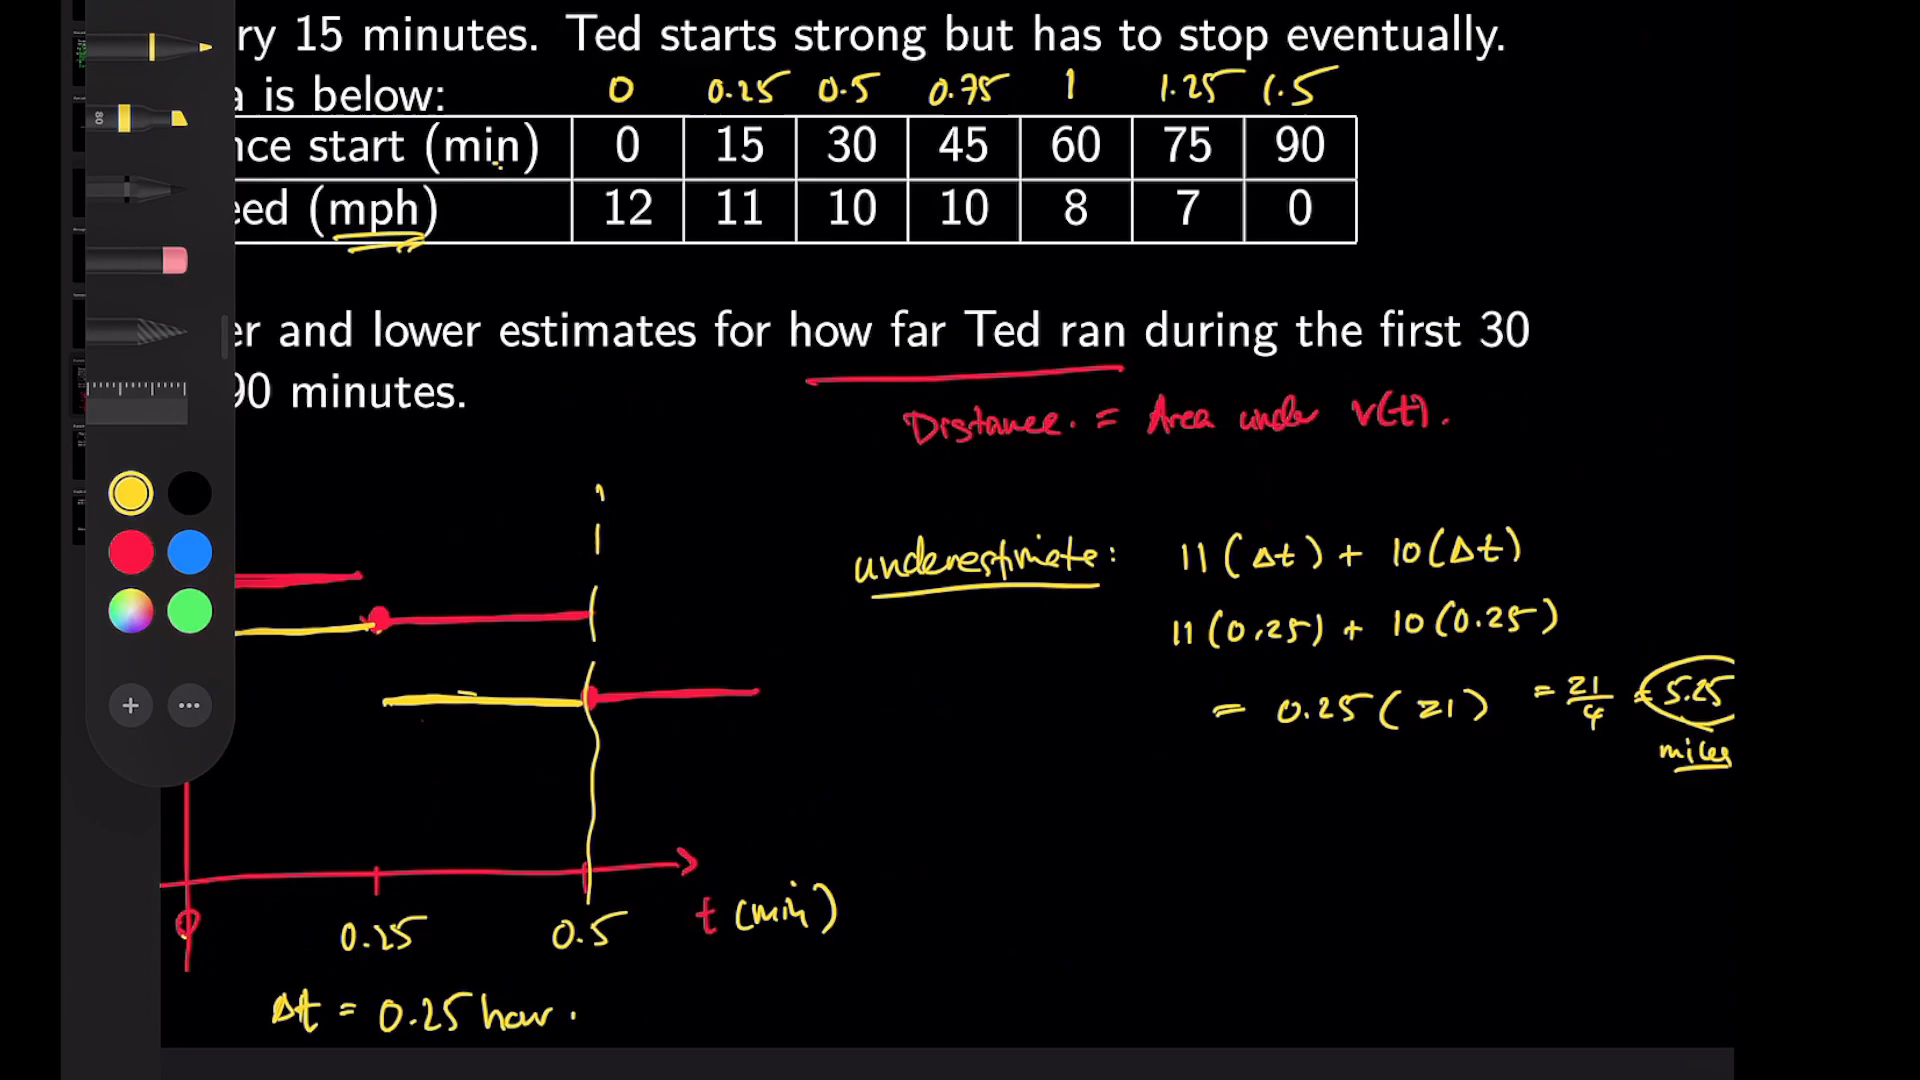 ry 15 minutes. Ted starts strong but has to stop eventually.
a is below:
0 0.25 0.5 0.75 1 1.25 1.5
nce start (min) 0 15 30 45 60 75 90
eed (mph) 12 11 10 10 8 7 0
er and lower estimates for how far Ted ran during the first 30
90 minutes.
Distance. = Area under v(t).
underestimate: 11(Δt) + 10(Δt)
11(0.25) + 10(0.25)
= 0.25(21) = 21/4 = 5.25
miles
t (min)
0 0.25 0.5
Δt = 0.25 hour.
80